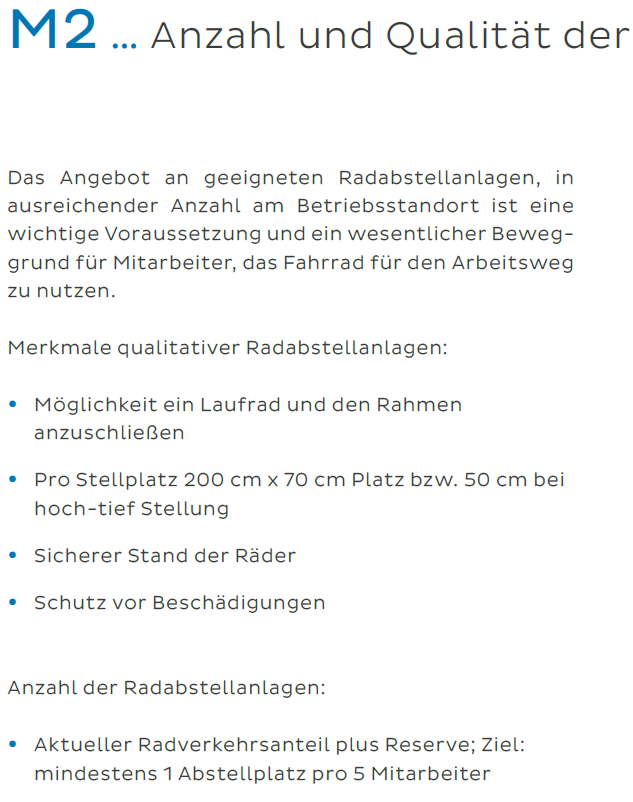 M2 ... Anzahl und Qualität der
Das Angebot an geeigneten Radabstellanlagen, in
ausreichender Anzahl am Betriebsstandort ist eine
wichtige Voraussetzung und ein wesentlicher Beweg-
grund für Mitarbeiter, das Fahrrad für den Arbeitsweg
zu nutzen.
Merkmale qualitativer Radabstellanlagen:
• Möglichkeit ein Laufrad und den Rahmen
anzuschließen
• Pro Stellplatz 200 cm x 70 cm Platz bzw. 50 cm bei
hoch-tief Stellung
• Sicherer Stand der Räder
• Schutz vor Beschädigungen
Anzahl der Radabstellanlagen:
• Aktueller Radverkehrsanteil plus Reserve; Ziel:
mindestens 1 Abstellplatz pro 5 Mitarbeiter